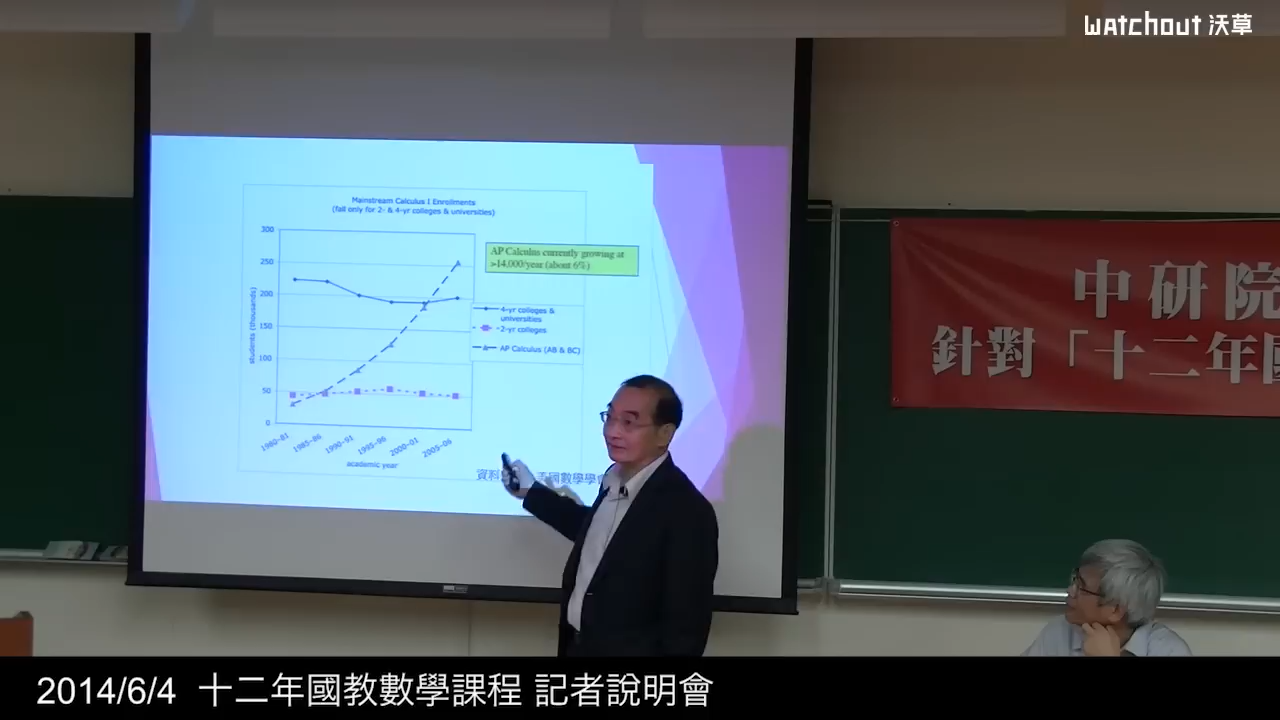 watchout 沃草
Mainstream Calculus I Enrollments
(fall only for 2- & 4-yr colleges & universities)
AP Calculus currently growing at
>14,000/year (about 6%)
300
250
200
150
100
50
0
students (thousands)
4-yr colleges &
universities
2-yr colleges
AP Calculus (AB & BC)
1980-81
1985-86
1990-91
1995-96
2000-01
2005-06
academic year
資料
國數學學會
中研院
針對「十二年國
2014/6/4 十二年國教數學課程 記者說明會